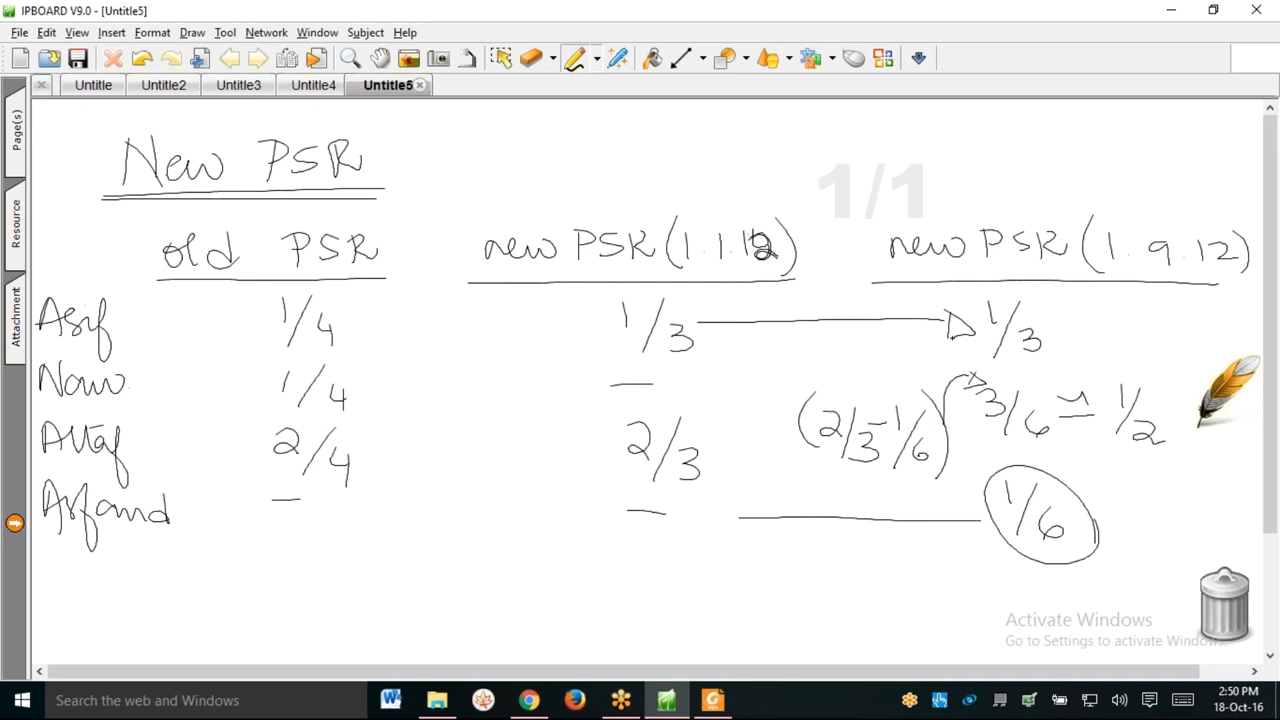 IPBOARD V9.0 - [Untitle5]
File Edit View Insert Format Draw Tool Network Window Subject Help
Untitle Untitle2 Untitle3 Untitle4 Untitle5
Page(s)
Resource
Attachment
1/1
New PSR
old PSR new PSR (1.1.12) new PSR (1.9.12)
Asif 1/4 1/3 1/3
Naw 1/4 — (2/3-1/6) 3/6 = 1/2
Altaf 2/4 2/3
Arfamd — — 1/6
Activate Windows
Go to Settings to activate Windows.
Search the web and Windows
2:50 PM
18-Oct-16